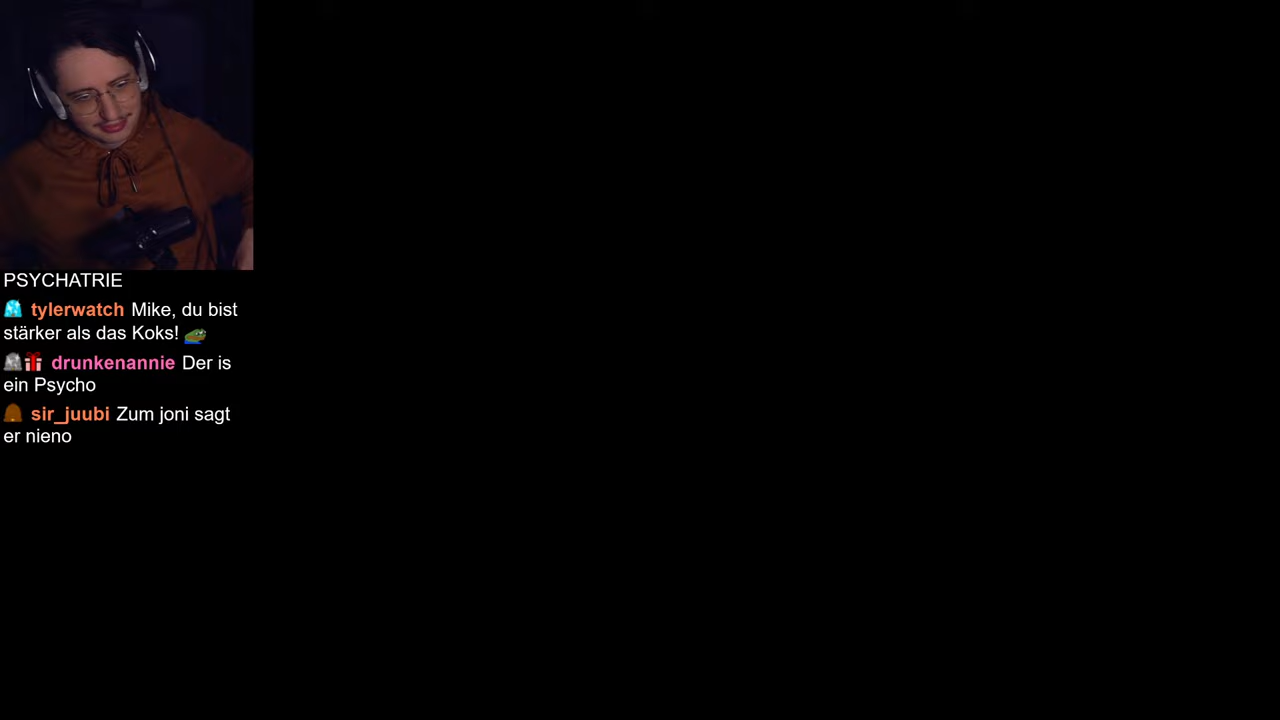 PSYCHATRIE
tylerwatch Mike, du bist
stärker als das Koks!
drunkenannie Der is
ein Psycho
sir_juubi Zum joni sagt
er nieno